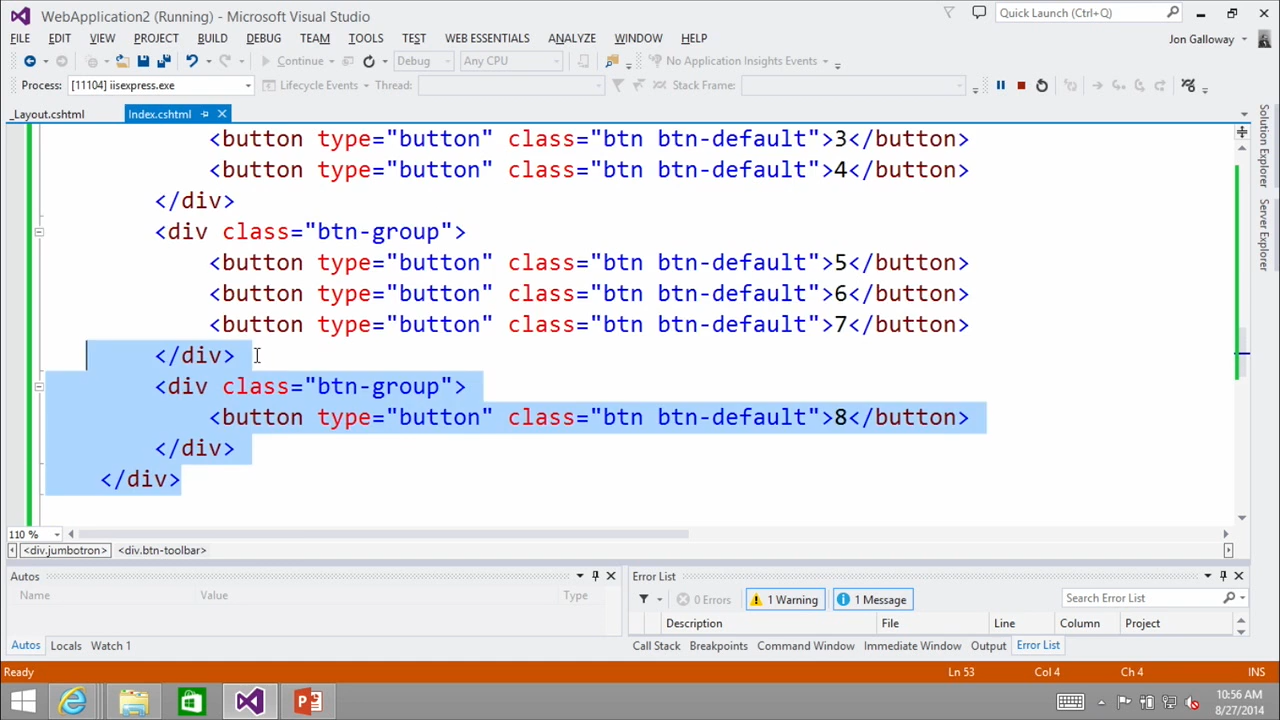 WebApplication2 (Running) - Microsoft Visual Studio
Quick Launch (Ctrl+Q)
FILE EDIT VIEW PROJECT BUILD DEBUG TEAM TOOLS TEST WEB ESSENTIALS ANALYZE WINDOW HELP
Jon Galloway
Continue Debug Any CPU No Application Insights Events
Process: [11104] iisexpress.exe Lifecycle Events Thread: Stack Frame:
_Layout.cshtml Index.cshtml
<button type="button" class="btn btn-default">3</button>
<button type="button" class="btn btn-default">4</button>
</div>
<div class="btn-group">
<button type="button" class="btn btn-default">5</button>
<button type="button" class="btn btn-default">6</button>
<button type="button" class="btn btn-default">7</button>
</div>
<div class="btn-group">
<button type="button" class="btn btn-default">8</button>
</div>
</div>
Solution Explorer
Server Explorer
110 %
<div.jumbotron> <div.btn-toolbar>
Autos
Name Value Type
Autos Locals Watch 1
Error List
0 Errors 1 Warning 1 Message Search Error List
Description File Line Column Project
Call Stack Breakpoints Command Window Immediate Window Output Error List
Ready Ln 53 Col 4 Ch 4 INS
10:56 AM
8/27/2014